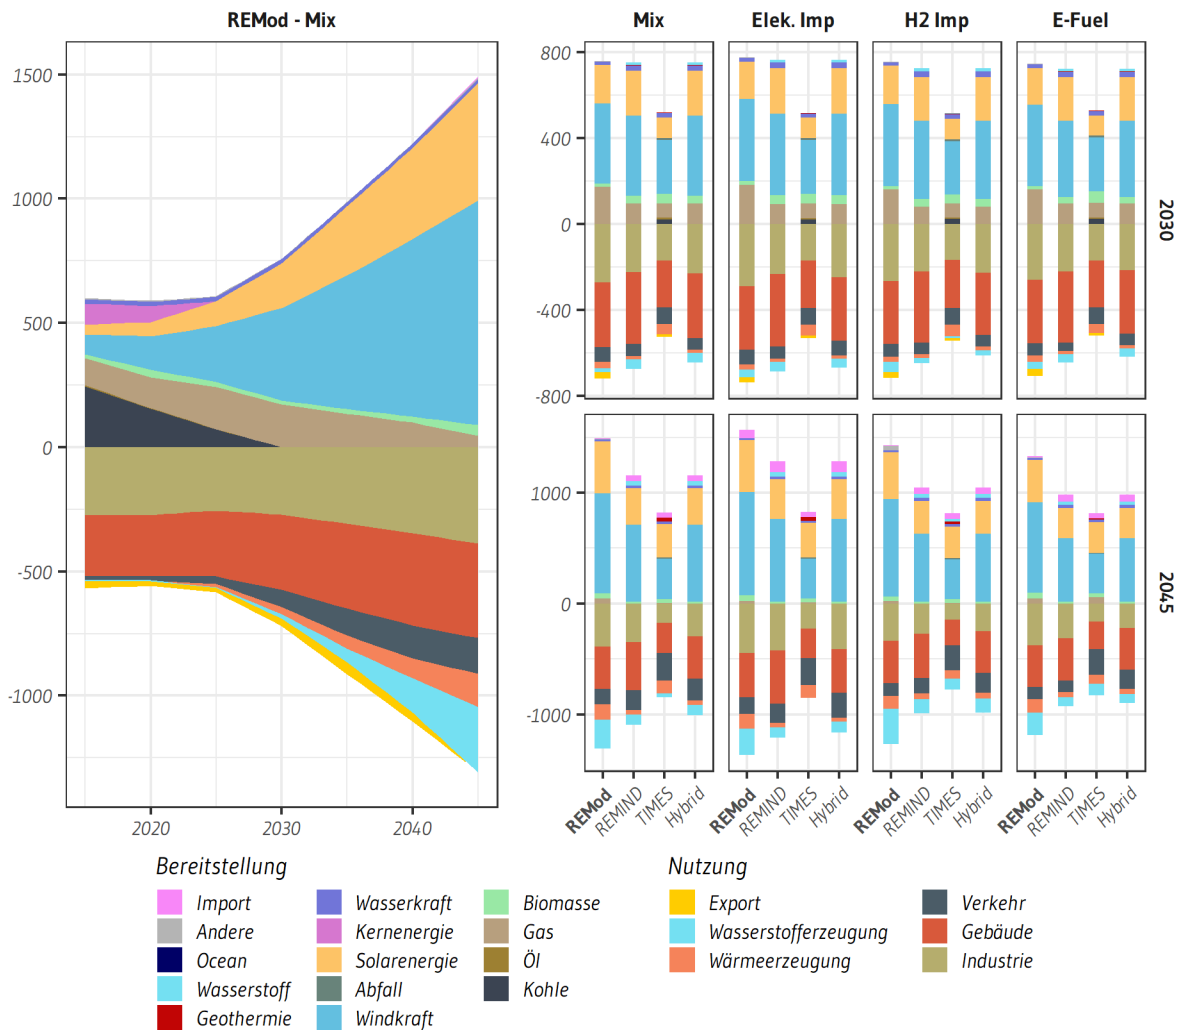 REMod - Mix
Mix
Elek. Imp
H2 Imp
E-Fuel
1500
1000
500
0
-500
-1000
2020
2030
2040
800
400
0
-400
-800
2030
1000
0
-1000
2045
REMod
REMIND
TIMES
Hybrid
REMod
REMIND
TIMES
Hybrid
REMod
REMIND
TIMES
Hybrid
REMod
REMIND
TIMES
Hybrid
Bereitstellung
Import
Andere
Ocean
Wasserstoff
Geothermie
Wasserkraft
Kernenergie
Solarenergie
Abfall
Windkraft
Biomasse
Gas
Öl
Kohle
Nutzung
Export
Wasserstofferzeugung
Wärmeerzeugung
Verkehr
Gebäude
Industrie